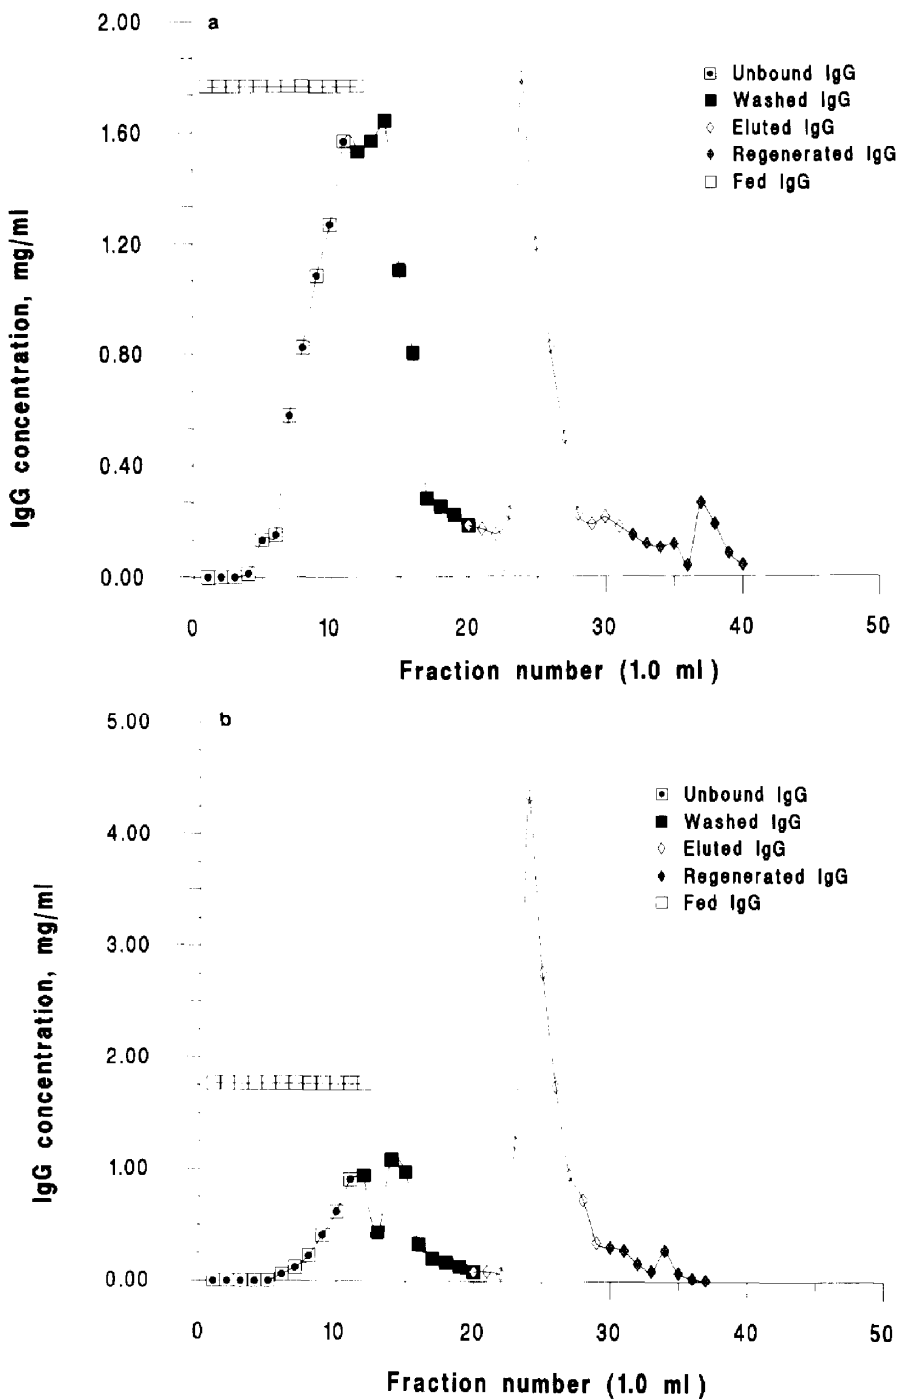 a
2.00
1.60
1.20
0.80
0.40
0.00
IgG concentration, mg/ml
Unbound IgG
Washed IgG
Eluted IgG
Regenerated IgG
Fed IgG
0 10 20 30 40 50
Fraction number (1.0 ml)
b
5.00
4.00
3.00
2.00
1.00
0.00
IgG concentration, mg/ml
Unbound IgG
Washed IgG
Eluted IgG
Regenerated IgG
Fed IgG
0 10 20 30 40 50
Fraction number (1.0 ml)